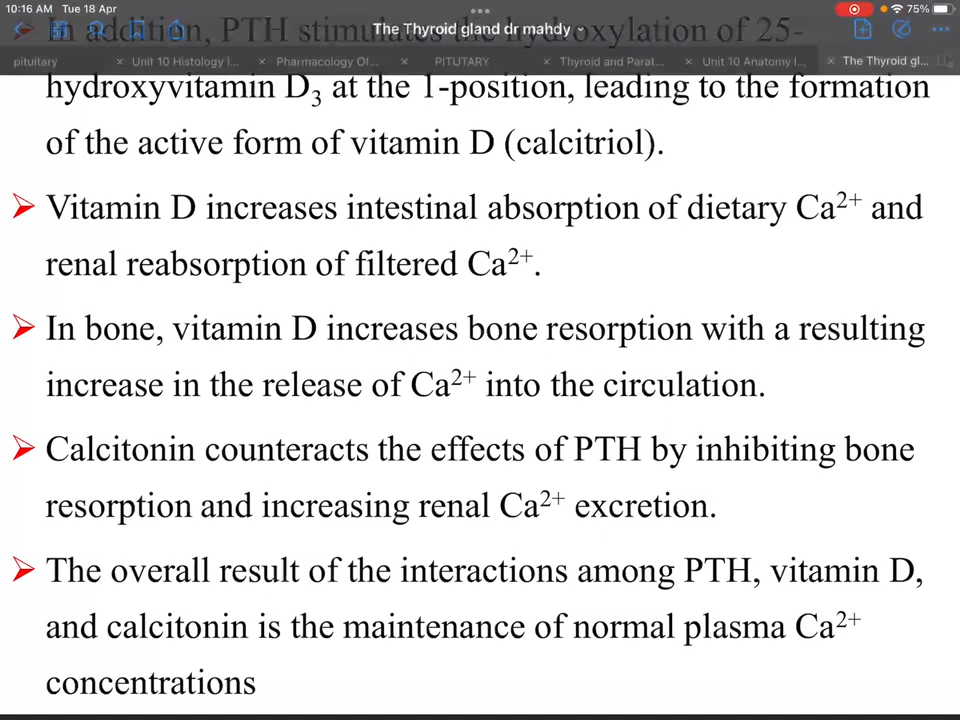 10:16 AM Tue 18 Apr 75%
The Thyroid gland dr mahdy
pituitary × Unit 10 Histology I... × Pharmacology Of... × PITUTARY × Thyroid and Parat... × Unit 10 Anatomy I... × The Thyroid gl...
In addition, PTH stimulates the hydroxylation of 25-
hydroxyvitamin D₃ at the 1-position, leading to the formation
of the active form of vitamin D (calcitriol).
➢ Vitamin D increases intestinal absorption of dietary Ca²⁺ and
renal reabsorption of filtered Ca²⁺.
➢ In bone, vitamin D increases bone resorption with a resulting
increase in the release of Ca²⁺ into the circulation.
➢ Calcitonin counteracts the effects of PTH by inhibiting bone
resorption and increasing renal Ca²⁺ excretion.
➢ The overall result of the interactions among PTH, vitamin D,
and calcitonin is the maintenance of normal plasma Ca²⁺
concentrations